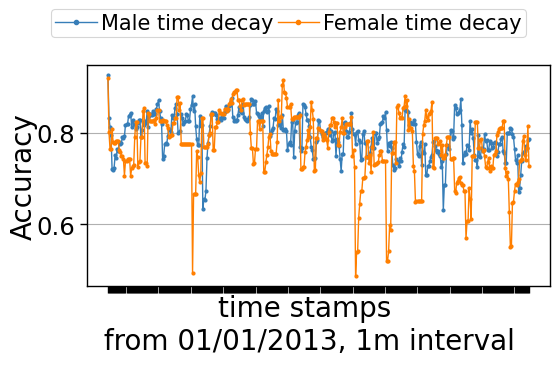 Male time decay Female time decay
Accuracy
0.8
0.6
time stamps
from 01/01/2013, 1m interval